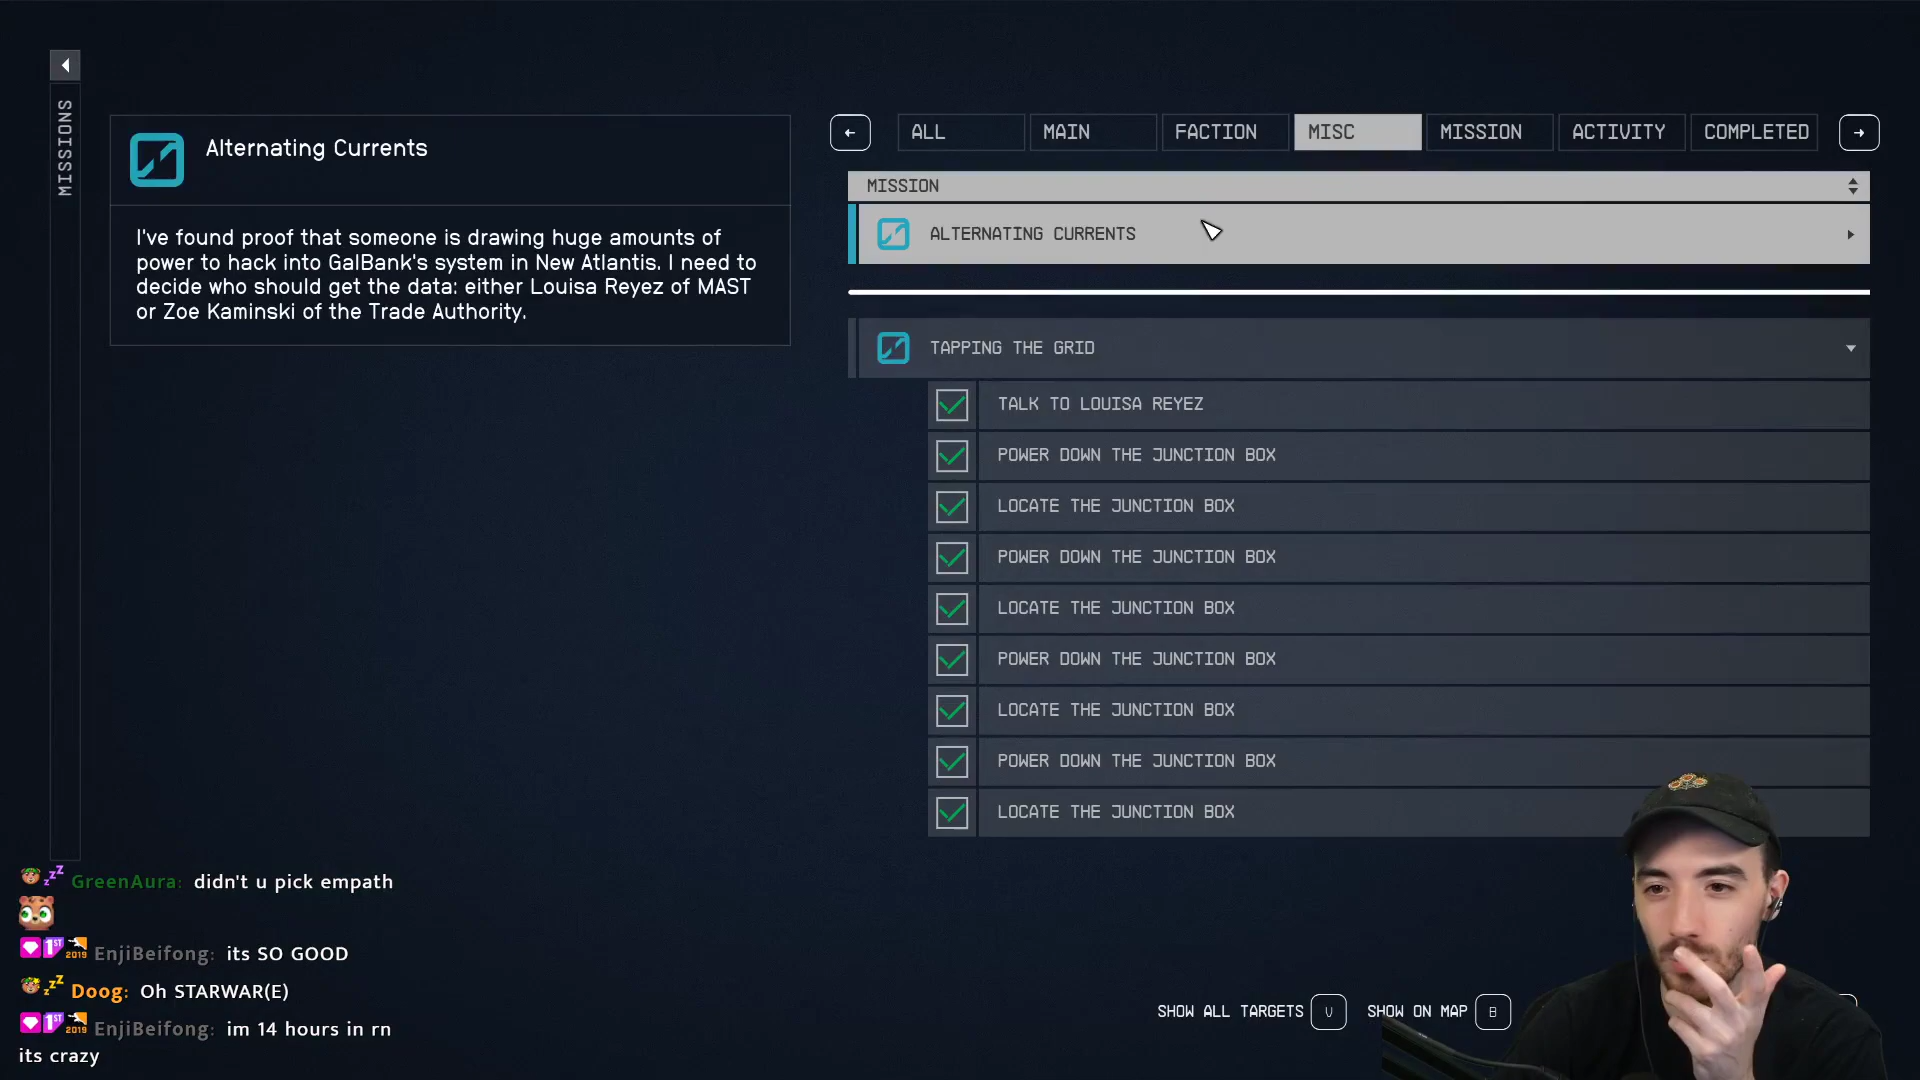 MISSIONS
Alternating Currents
I've found proof that someone is drawing huge amounts of
power to hack into GalBank's system in New Atlantis. I need to
decide who should get the data: either Louisa Reyez of MAST
or Zoe Kaminski of the Trade Authority.
ALL MAIN FACTION MISC MISSION ACTIVITY COMPLETED
MISSION
ALTERNATING CURRENTS
TAPPING THE GRID
TALK TO LOUISA REYEZ
POWER DOWN THE JUNCTION BOX
LOCATE THE JUNCTION BOX
POWER DOWN THE JUNCTION BOX
LOCATE THE JUNCTION BOX
POWER DOWN THE JUNCTION BOX
LOCATE THE JUNCTION BOX
POWER DOWN THE JUNCTION BOX
LOCATE THE JUNCTION BOX
zZ GreenAura: didn't u pick empath
1ST 2019 EnjiBeifong: its SO GOOD
zZ Doog: Oh STARWAR(E)
1ST 2019 EnjiBeifong: im 14 hours in rn
its crazy
SHOW ALL TARGETS V SHOW ON MAP B